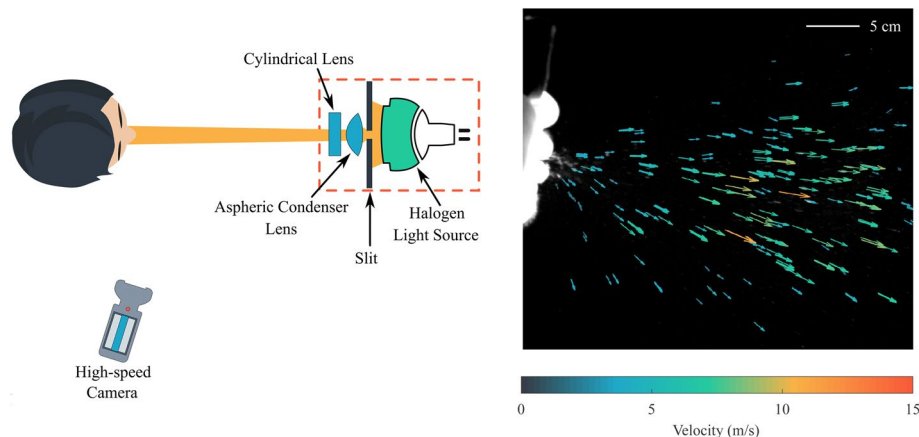 Cylindrical Lens
Aspheric Condenser
Lens
Slit
Halogen
Light Source
High-speed
Camera
5 cm
0
5
10
15
Velocity (m/s)